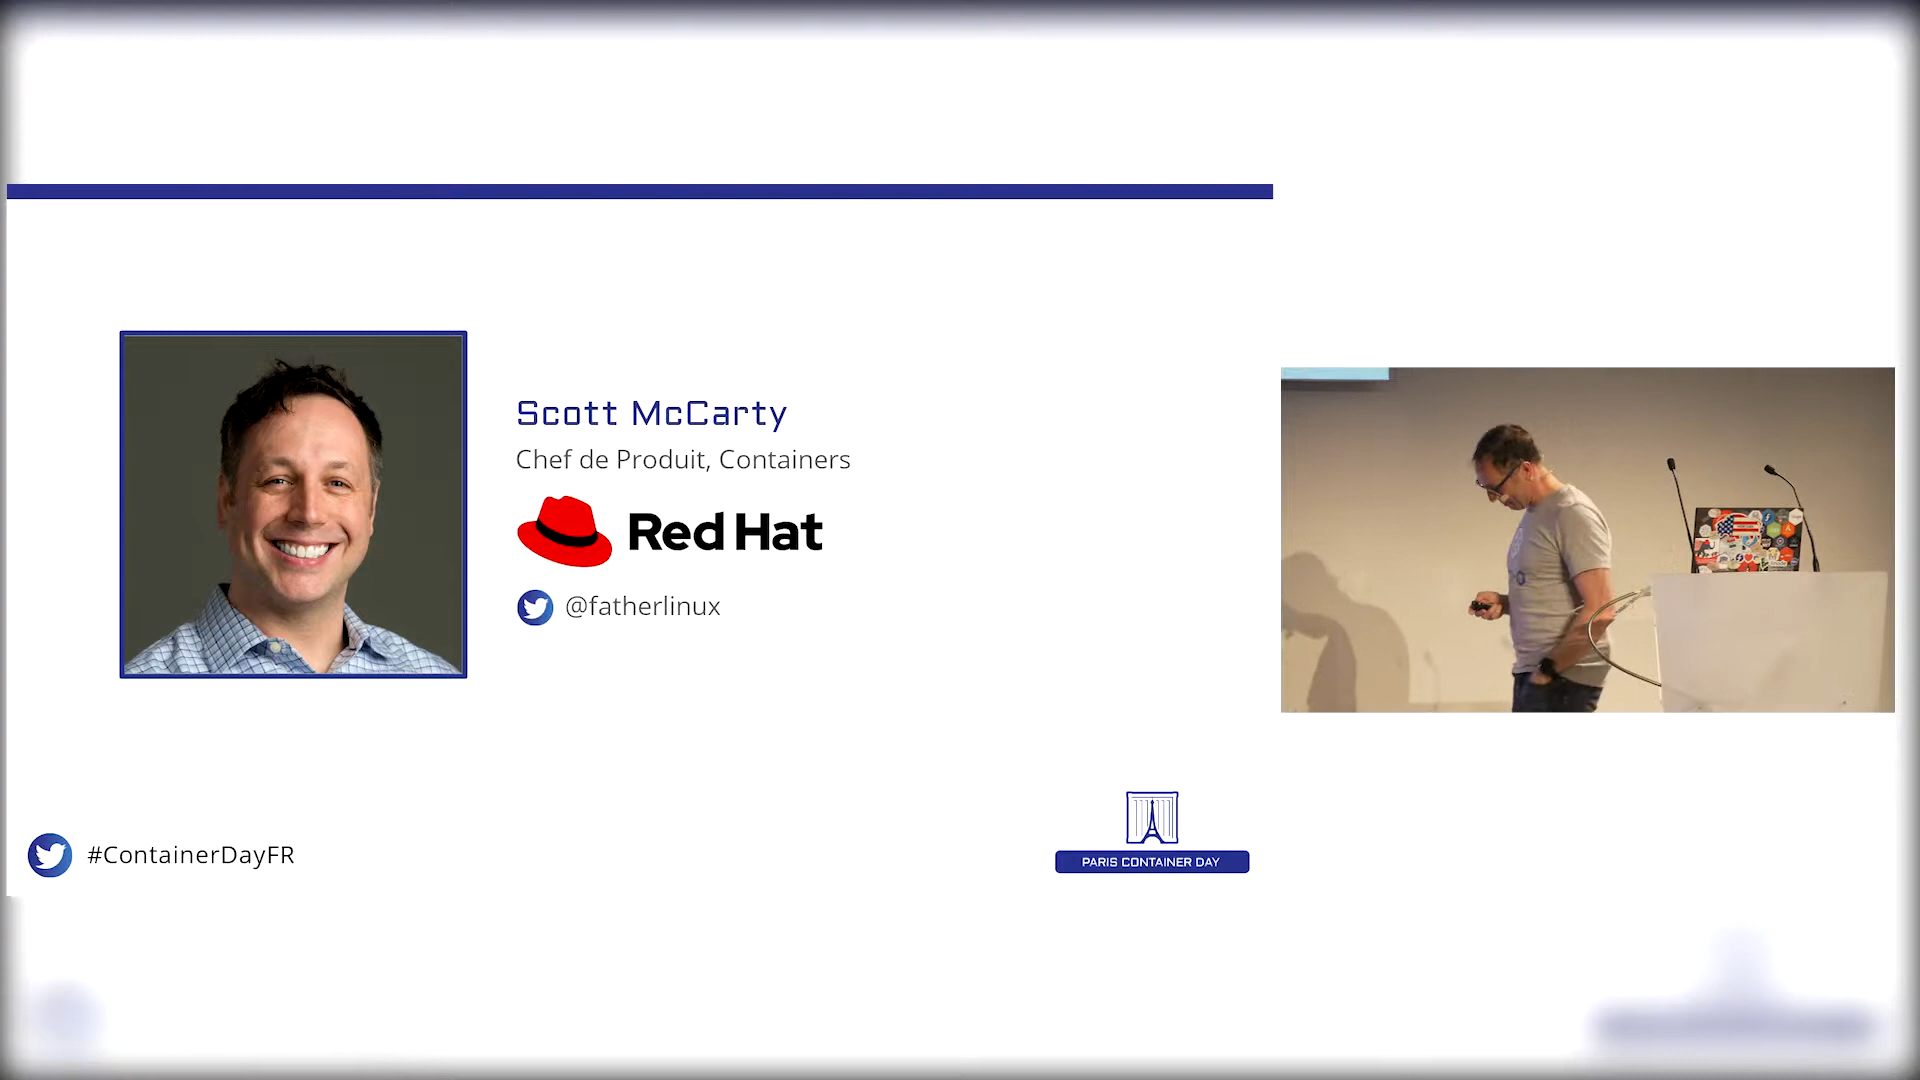 Scott McCarty
Chef de Produit, Containers
Red Hat
@fatherlinux
#ContainerDayFR
PARIS CONTAINER DAY